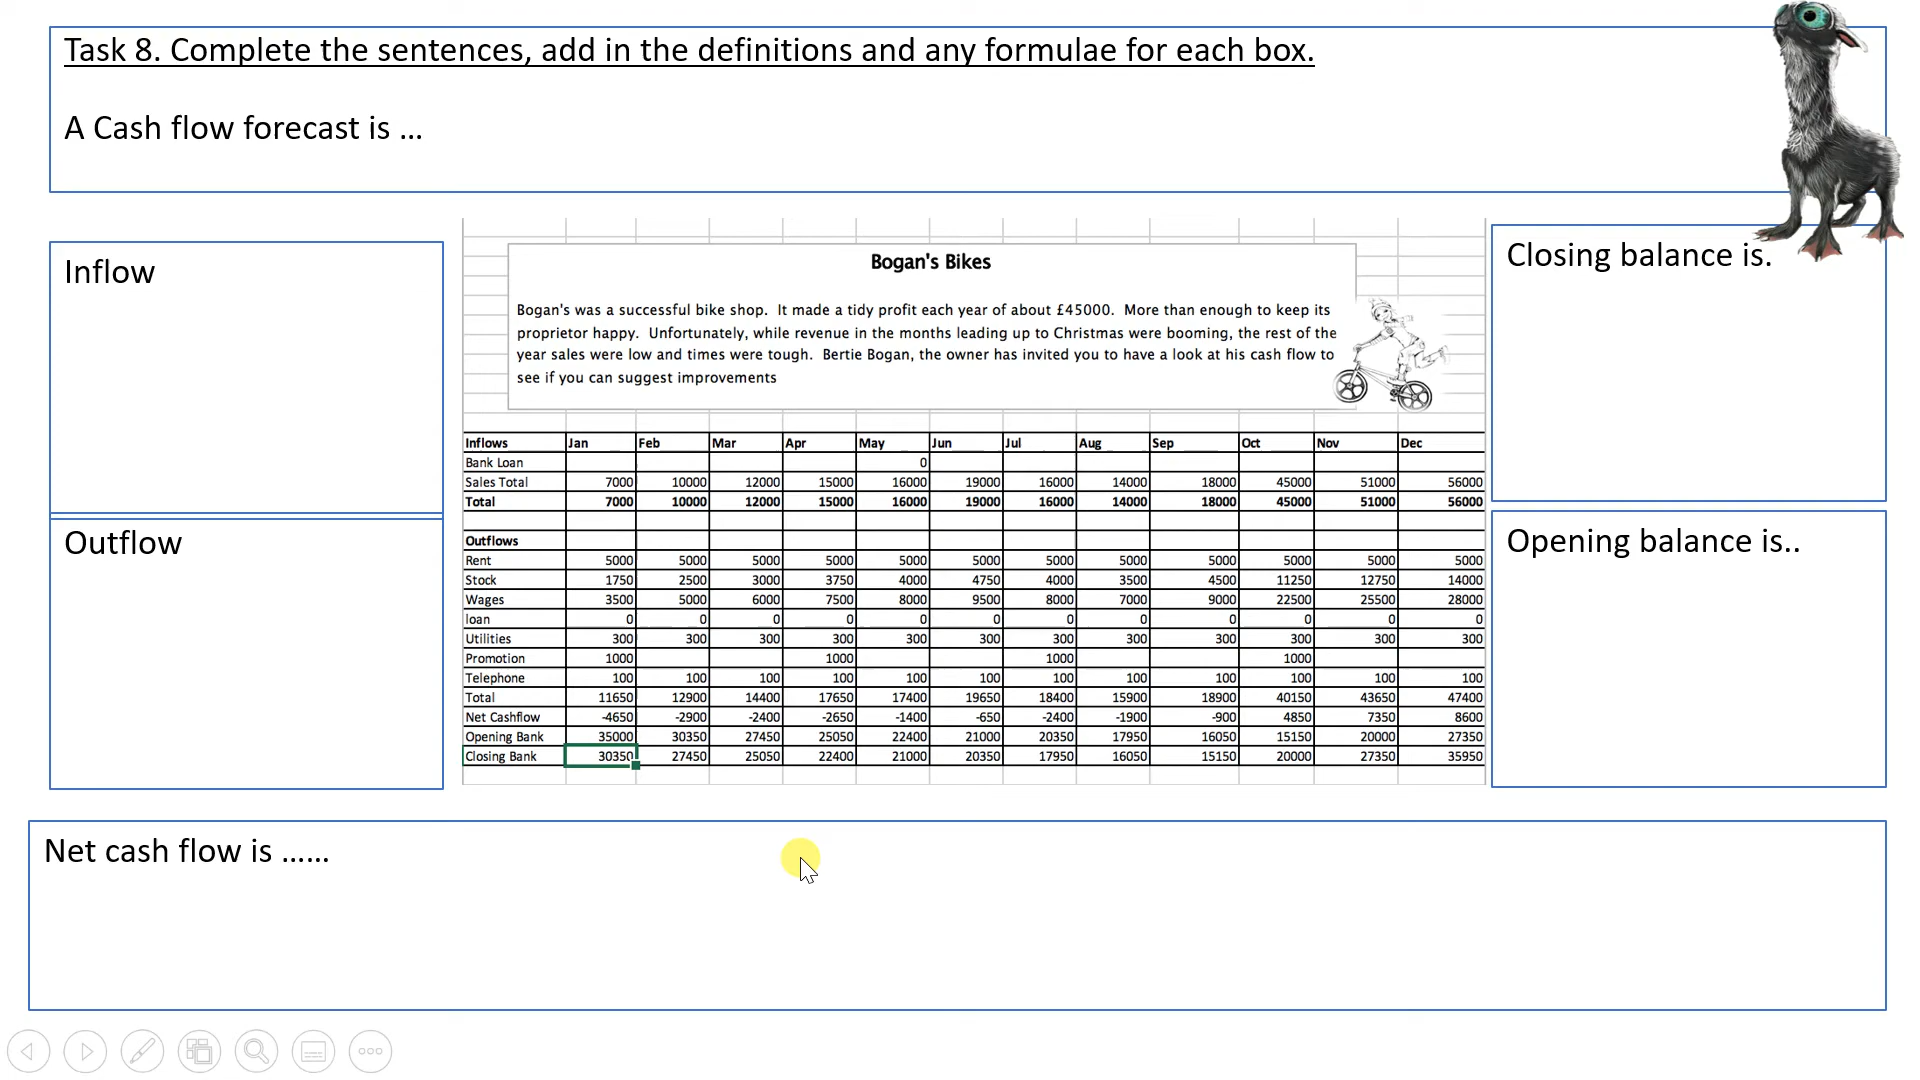 Task 8. Complete the sentences, add in the definitions and any formulae for each box.
A Cash flow forecast is ...
Inflow
Outflow
Bogan's Bikes
Bogan's was a successful bike shop. It made a tidy profit each year of about £45000. More than enough to keep its
proprietor happy. Unfortunately, while revenue in the months leading up to Christmas were booming, the rest of the
year sales were low and times were tough. Bertie Bogan, the owner has invited you to have a look at his cash flow to
see if you can suggest improvements
Inflows Jan Feb Mar Apr May Jun Jul Aug Sep Oct Nov Dec
Bank Loan 0
Sales Total 7000 10000 12000 15000 16000 19000 16000 14000 18000 45000 51000 56000
Total 7000 10000 12000 15000 16000 19000 16000 14000 18000 45000 51000 56000
Outflows
Rent 5000 5000 5000 5000 5000 5000 5000 5000 5000 5000 5000 5000
Stock 1750 2500 3000 3750 4000 4750 4000 3500 4500 11250 12750 14000
Wages 3500 5000 6000 7500 8000 9500 8000 7000 9000 22500 25500 28000
loan 0 0 0 0 0 0 0 0 0 0 0 0
Utilities 300 300 300 300 300 300 300 300 300 300 300 300
Promotion 1000 1000 1000 1000
Telephone 100 100 100 100 100 100 100 100 100 100 100 100
Total 11650 12900 14400 17650 17400 19650 18400 15900 18900 40150 43650 47400
Net Cashflow -4650 -2900 -2400 -2650 -1400 -650 -2400 -1900 -900 4850 7350 8600
Opening Bank 35000 30350 27450 25050 22400 21000 20350 17950 16050 15150 20000 27350
Closing Bank 30350 27450 25050 22400 21000 20350 17950 16050 15150 20000 27350 35950
Closing balance is.
Opening balance is..
Net cash flow is ......